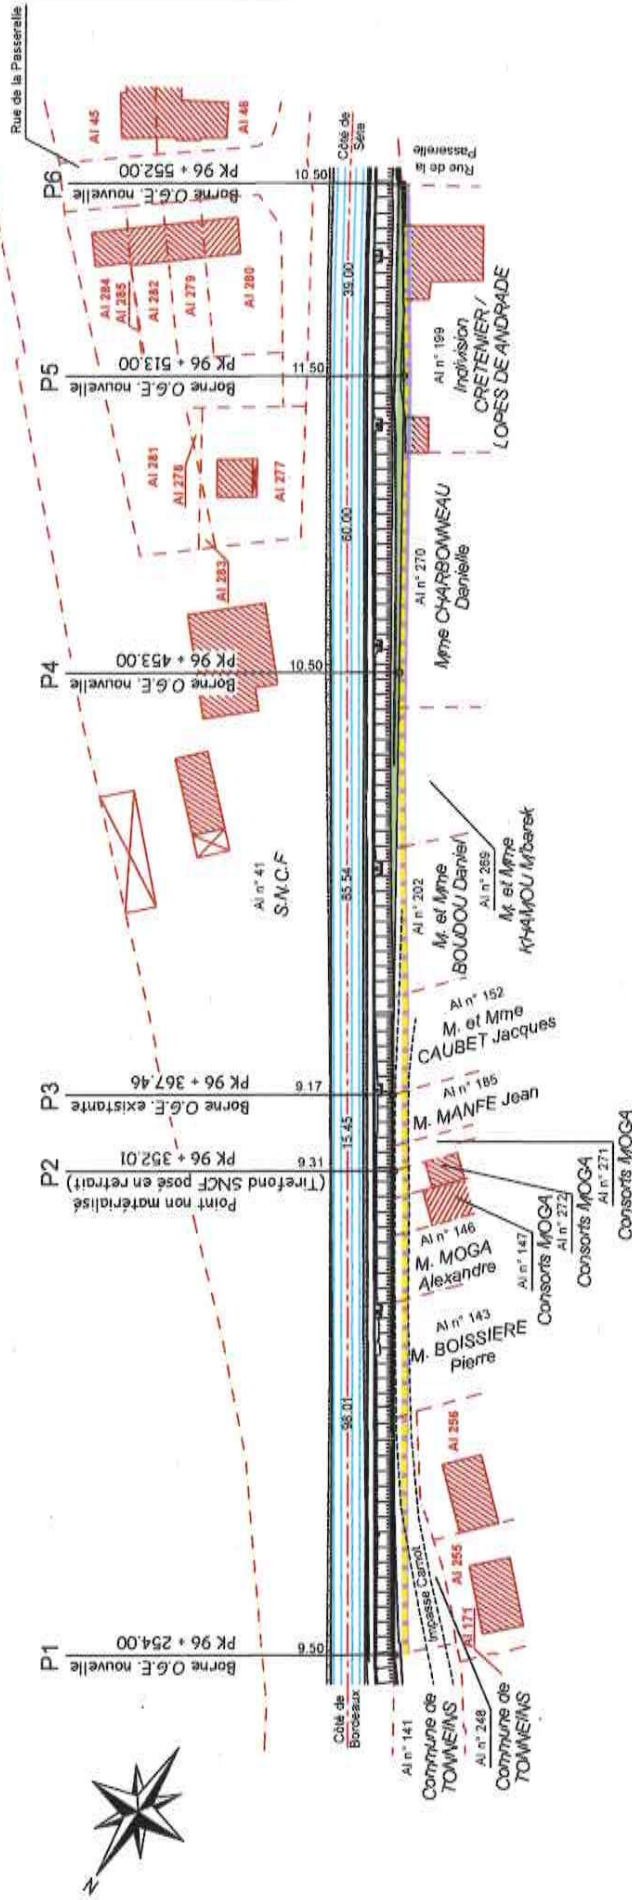 Rue de la Passerelle
P6
Borne O.G.E. nouvelle
PK 96 + 552.00
10.50
AI 45
AI 46
Côté de
Sète
Rue de la
Passerelle
39.00
AI 284
AI 285
AI 282
AI 279
AI 280
P5
Borne O.G.E. nouvelle
PK 96 + 513.00
11.50
AI n° 199
Indivision
CRETENIER /
LOPES DE ANDRADE
60.00
AI 281
AI 278
AI 277
AI 283
AI n° 270
Mme CHARBONNEAU
Danielle
P4
Borne O.G.E. nouvelle
PK 96 + 453.00
10.50
85.54
AI n° 41
S.N.C.F
AI n° 202
M. et Mme
BOUDOU Daniel
AI n° 269
M. et Mme
KHAMOU M'barek
AI n° 152
M. et Mme
CAUBET Jacques
P3
Borne O.G.E. existante
PK 96 + 367.46
9.17
15.45
AI n° 185
M. MANFE Jean
P2
Point non matérialisé
(Tirefond SNCF posé en retrait)
PK 96 + 352.01
9.31
AI n° 271
Consorts MOGA
AI n° 272
Consorts MOGA
AI n° 147
Consorts MOGA
AI n° 146
M. MOGA
Alexandre
AI n° 143
M. BOISSIERE
Pierre
98.01
AI 256
AI 255
AI 171
Impasse Carnot
P1
Borne O.G.E. nouvelle
PK 96 + 254.00
9.50
Côté de
Bordeaux
AI n° 141
Commune de
TONNEINS
AI n° 248
Commune de
TONNEINS
N